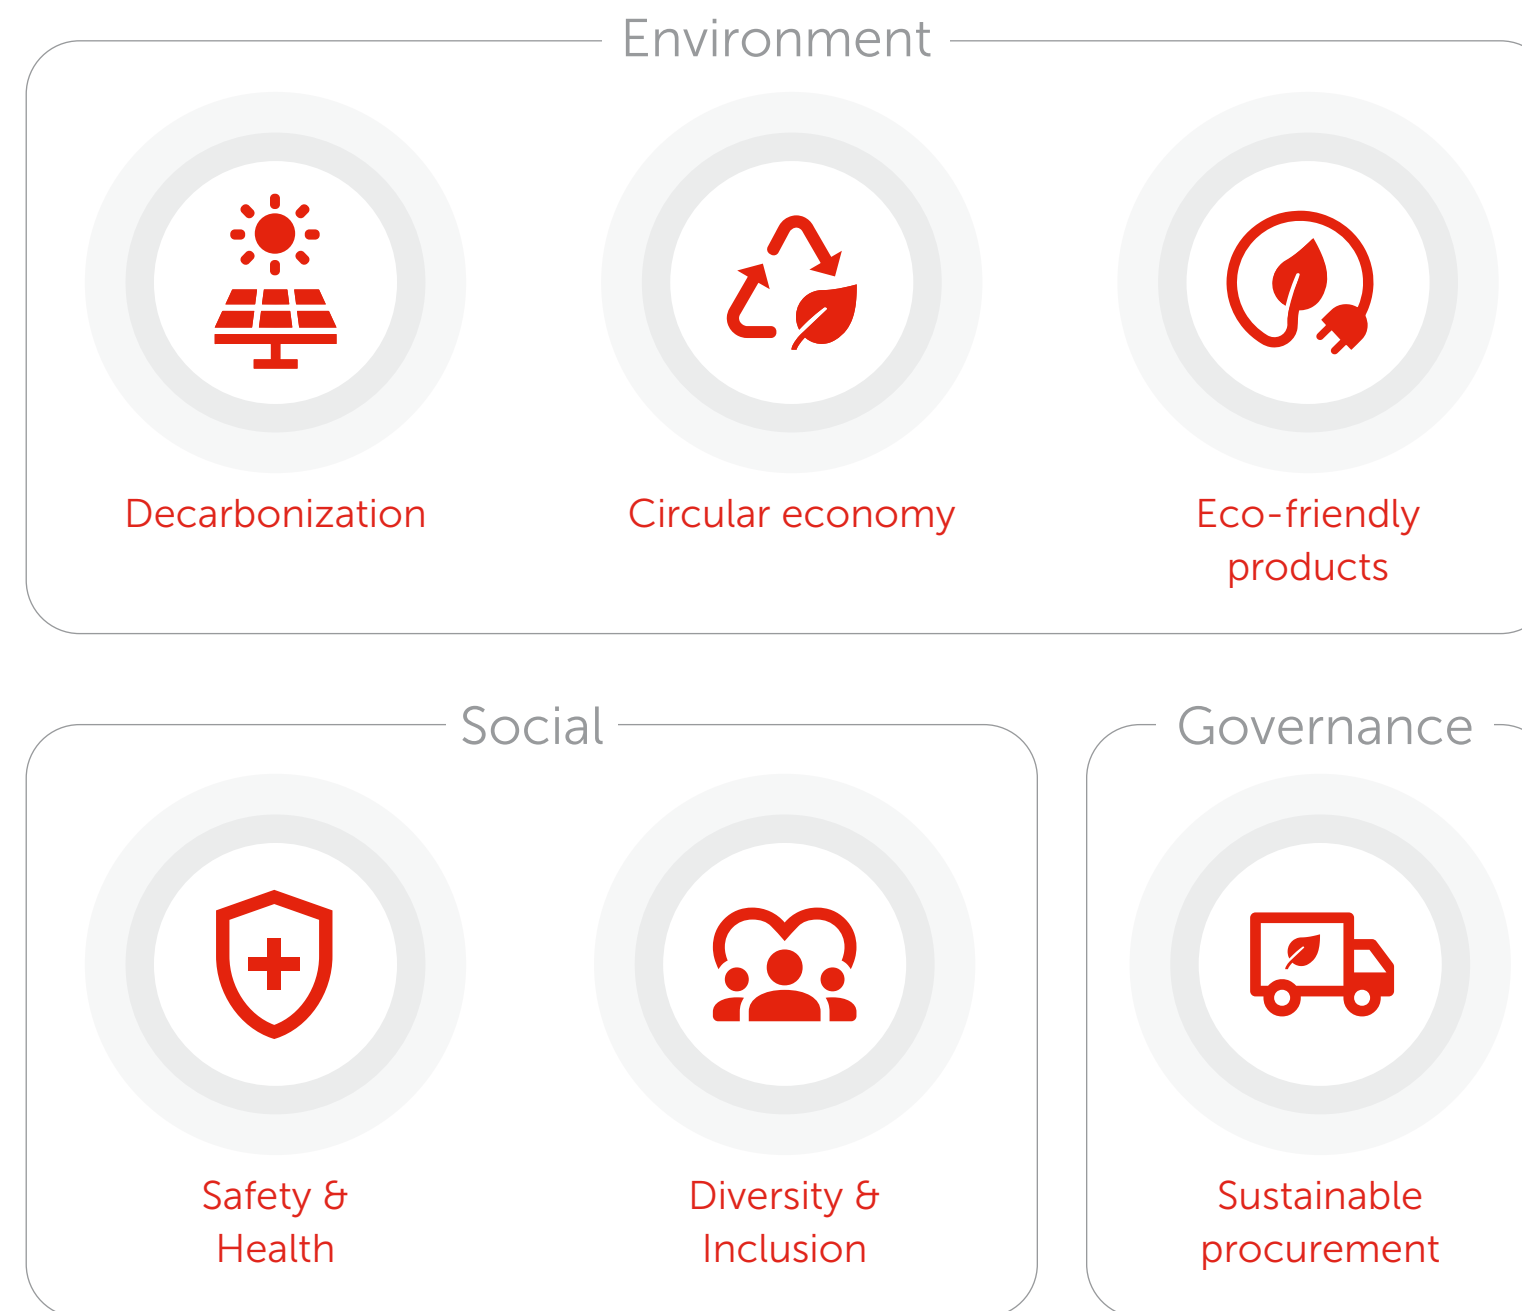 Environment
Decarbonization
Circular economy
Eco-friendly
products
Social
Safety &
Health
Diversity &
Inclusion
Governance
Sustainable
procurement